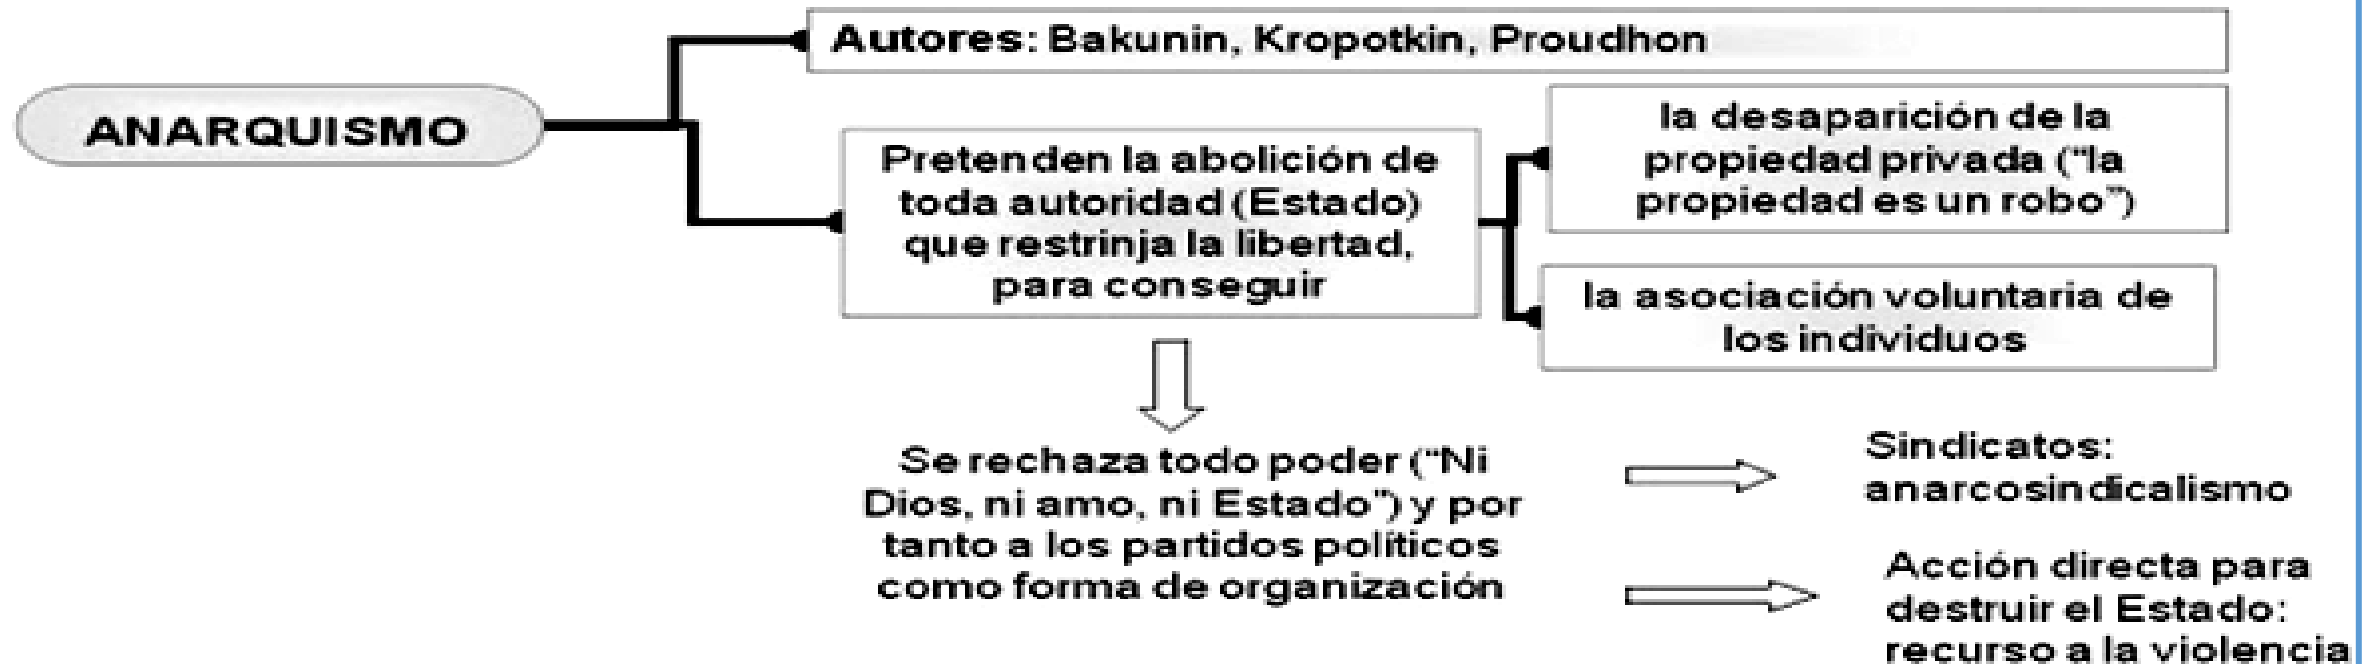 ANARQUISMO
Autores: Bakunin, Kropotkin, Proudhon
Pretenden la abolición de
toda autoridad (Estado)
que restrinja la libertad,
para conseguir
la desaparición de la
propiedad privada ("la
propiedad es un robo")
la asociación voluntaria de
los individuos
Se rechaza todo poder ("Ni
Dios, ni amo, ni Estado") y por
tanto a los partidos políticos
como forma de organización
Sindicatos:
anarcosindicalismo
Acción directa para
destruir el Estado:
recurso a la violencia